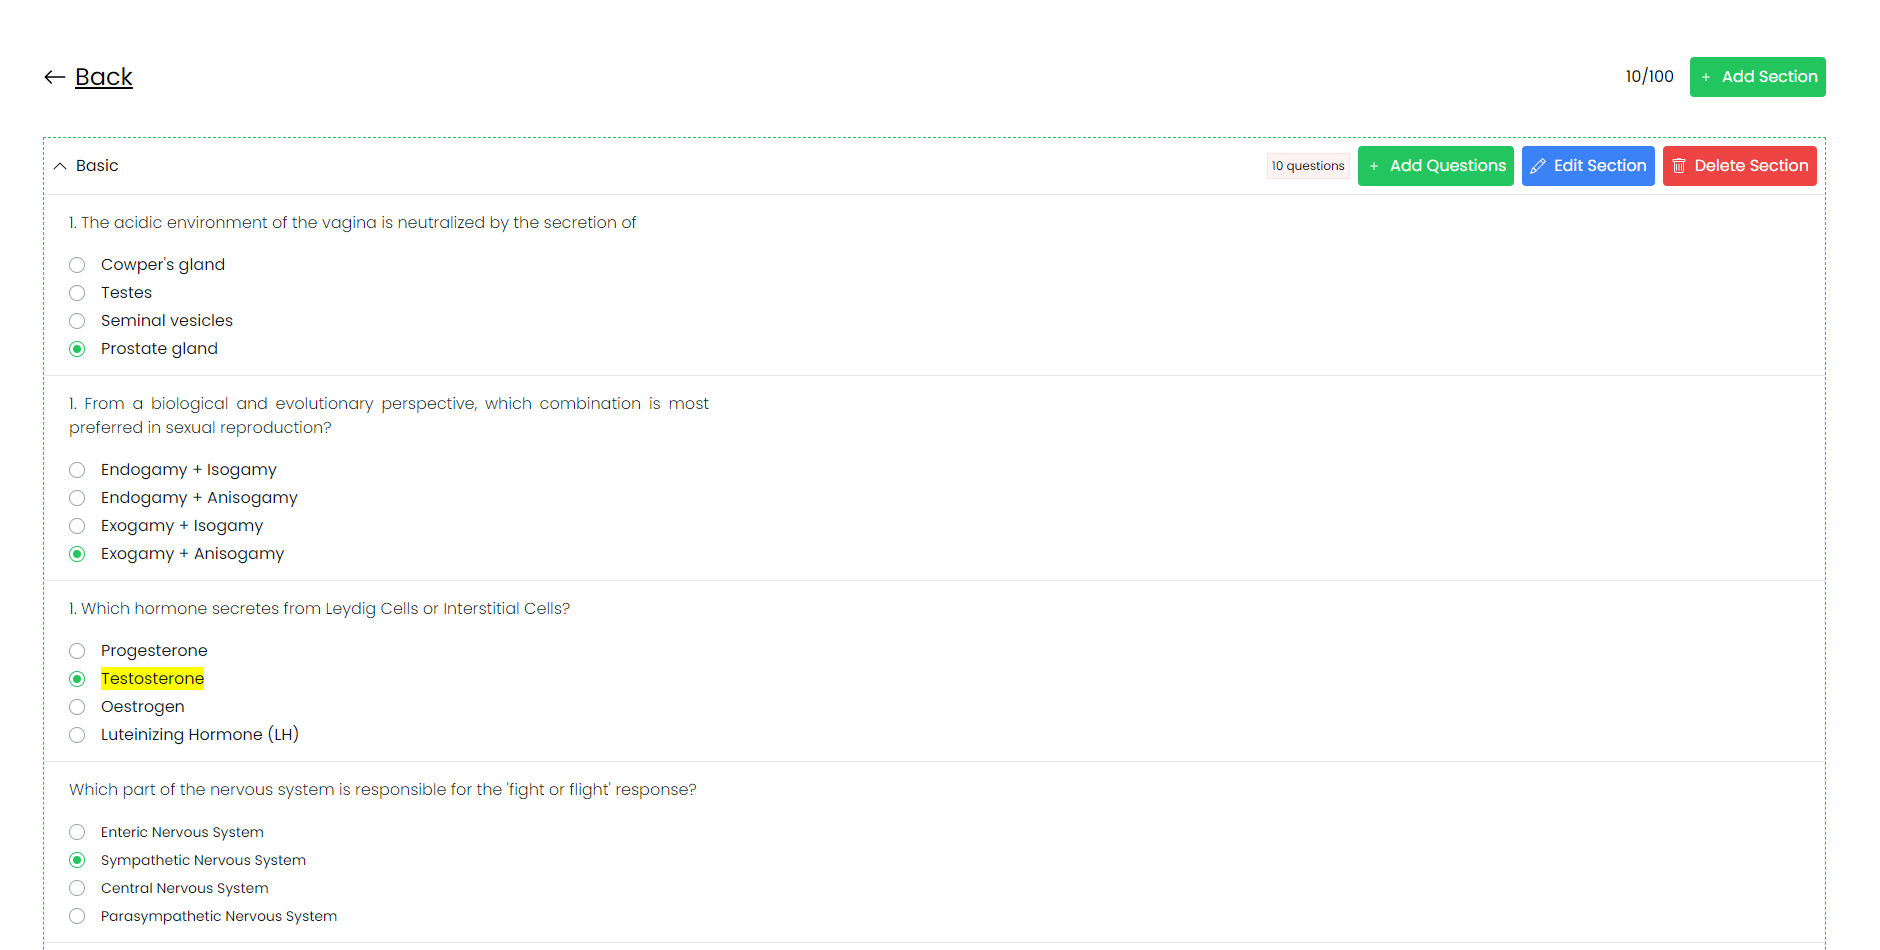 Back
10/100
+ Add Section
Basic
10 questions
+ Add Questions
Edit Section
Delete Section
1. The acidic environment of the vagina is neutralized by the secretion of
Cowper's gland
Testes
Seminal vesicles
Prostate gland
1. From a biological and evolutionary perspective, which combination is most
preferred in sexual reproduction?
Endogamy + Isogamy
Endogamy + Anisogamy
Exogamy + Isogamy
Exogamy + Anisogamy
1. Which hormone secretes from Leydig Cells or Interstitial Cells?
Progesterone
Testosterone
Oestrogen
Luteinizing Hormone (LH)
Which part of the nervous system is responsible for the 'fight or flight' response?
Enteric Nervous System
Sympathetic Nervous System
Central Nervous System
Parasympathetic Nervous System